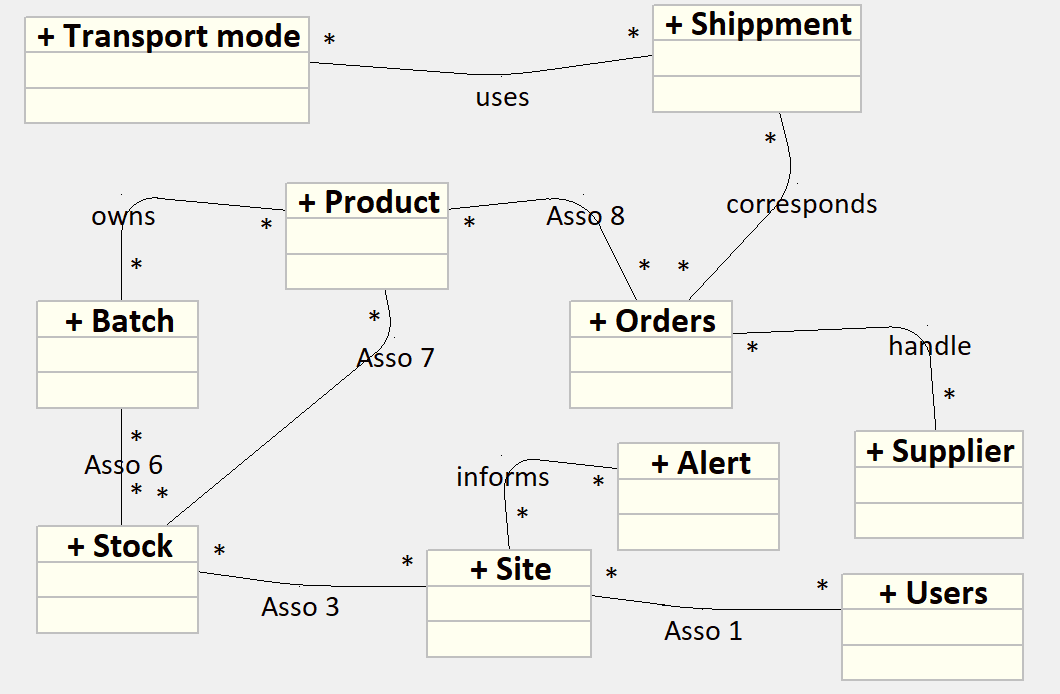 + Transport mode
*
*
+ Shippment
uses
*
corresponds
*
+ Product
owns
*
*
Asso 8
*
*
*
+ Batch
*
Asso 7
+ Orders
*
handle
*
+ Supplier
*
Asso 6
*
*
+ Alert
informs
*
*
+ Stock
*
*
+ Site
*
*
+ Users
Asso 3
Asso 1